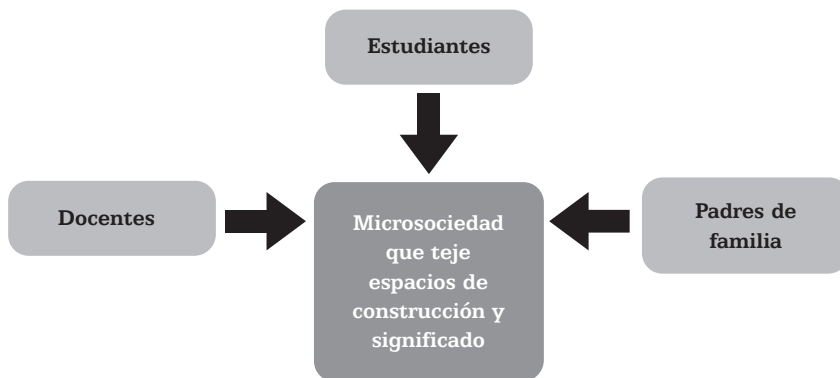 Estudiantes
Docentes
Microsociedad
que teje
espacios de
construcción y
significado
Padres de
familia